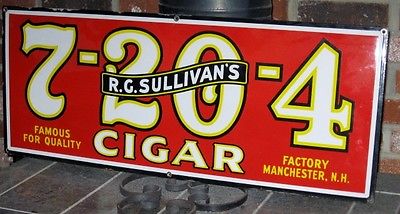 7-20-4
R.G.SULLIVAN'S
FAMOUS
FOR QUALITY
CIGAR
FACTORY
MANCHESTER, N.H.